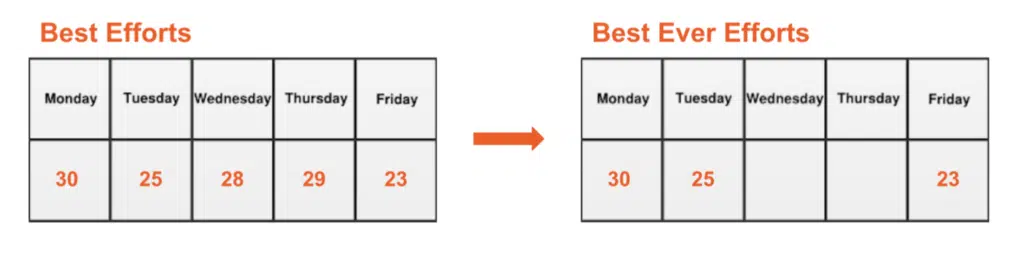 Best Efforts
Monday Tuesday Wednesday Thursday Friday
30 25 28 29 23
Best Ever Efforts
Monday Tuesday Wednesday Thursday Friday
30 25 23